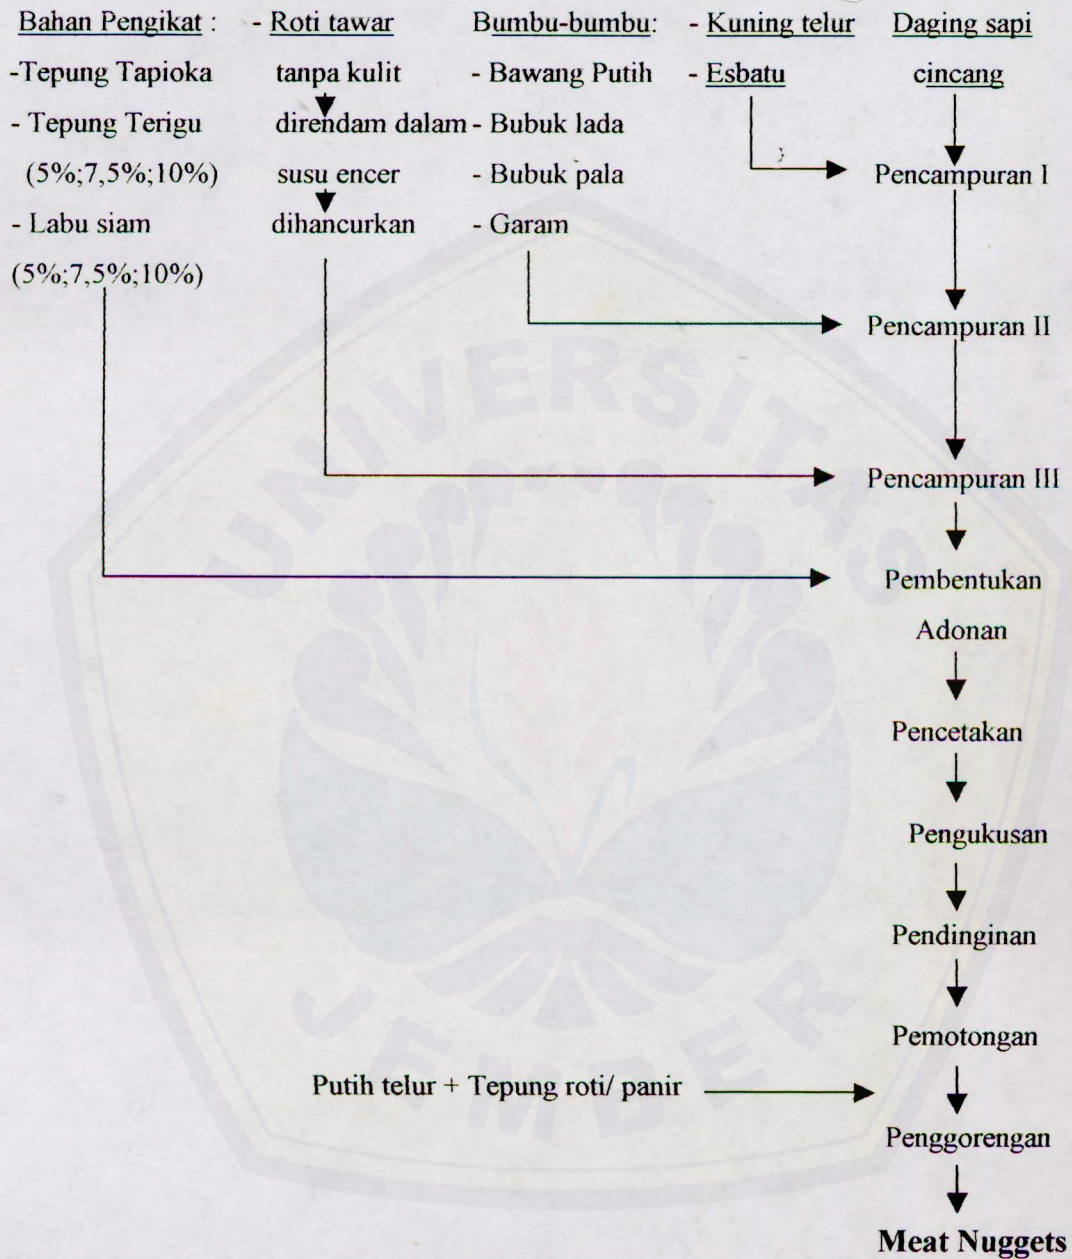 Bahan Pengikat :
-Tepung Tapioka
- Tepung Terigu
(5%;7,5%;10%)
- Labu siam
(5%;7,5%;10%)
- Roti tawar
tanpa kulit
direndam dalam
susu encer
dihancurkan
Bumbu-bumbu:
- Bawang Putih
- Bubuk lada
- Bubuk pala
- Garam
- Kuning telur
- Esbatu
Daging sapi
cincang
Pencampuran I
Pencampuran II
Pencampuran III
Pembentukan
Adonan
Pencetakan
Pengukusan
Pendinginan
Pemotongan
Putih telur + Tepung roti/ panir
Penggorengan
Meat Nuggets
UNIVERSITAS
JEMBER